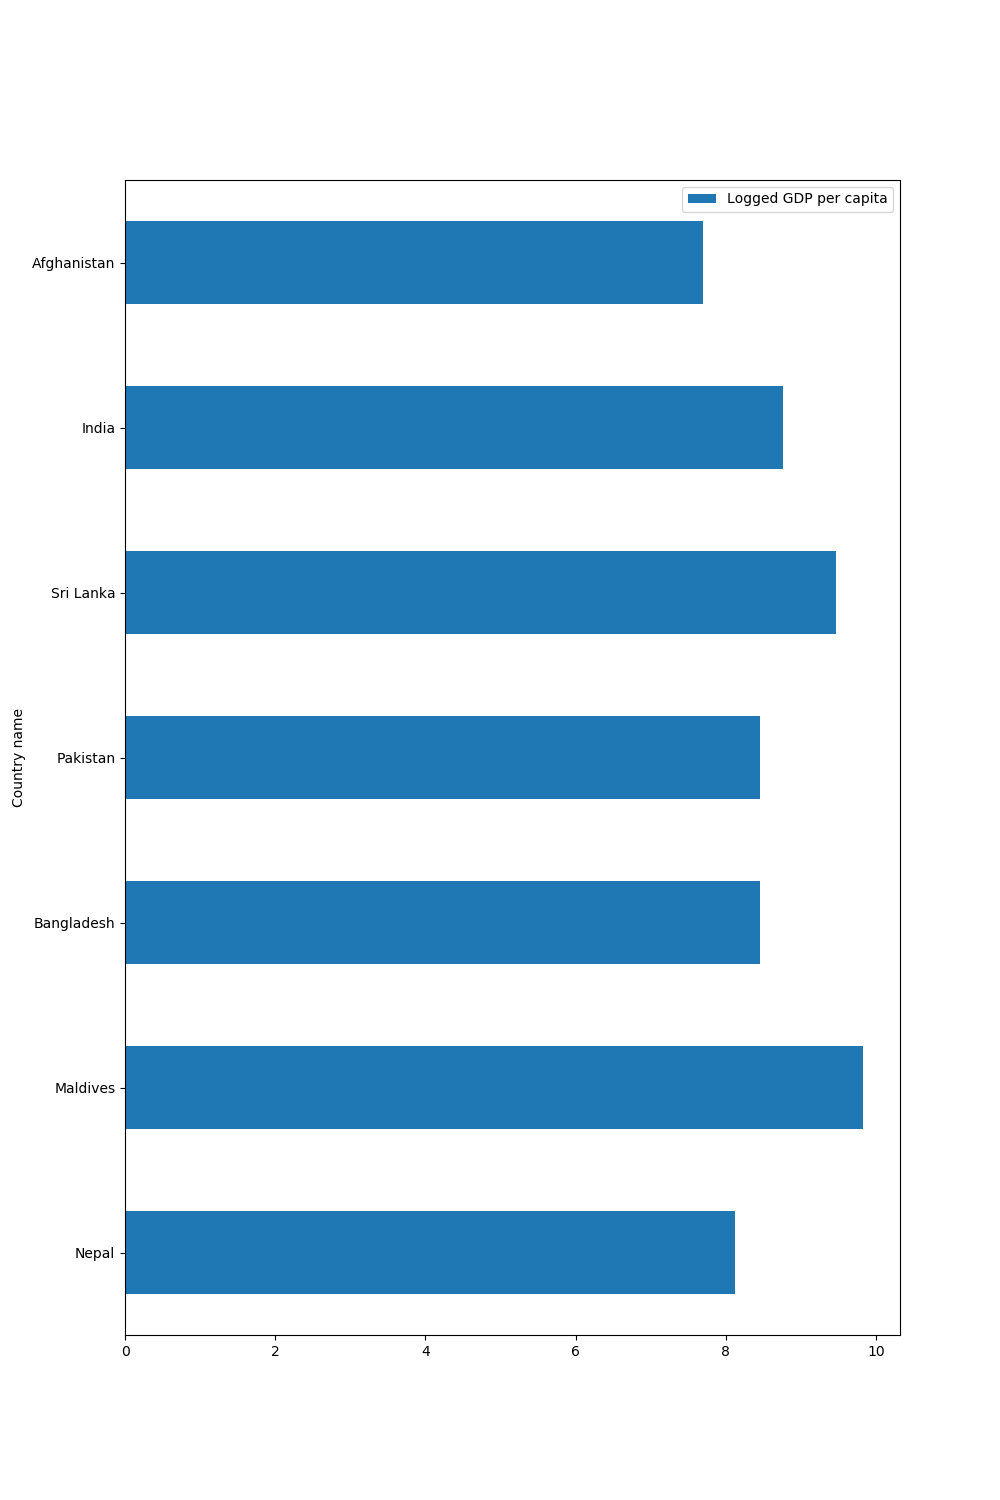 Logged GDP per capita
Afghanistan
India
Sri Lanka
Pakistan
Country name
Bangladesh
Maldives
Nepal
0 2 4 6 8 10